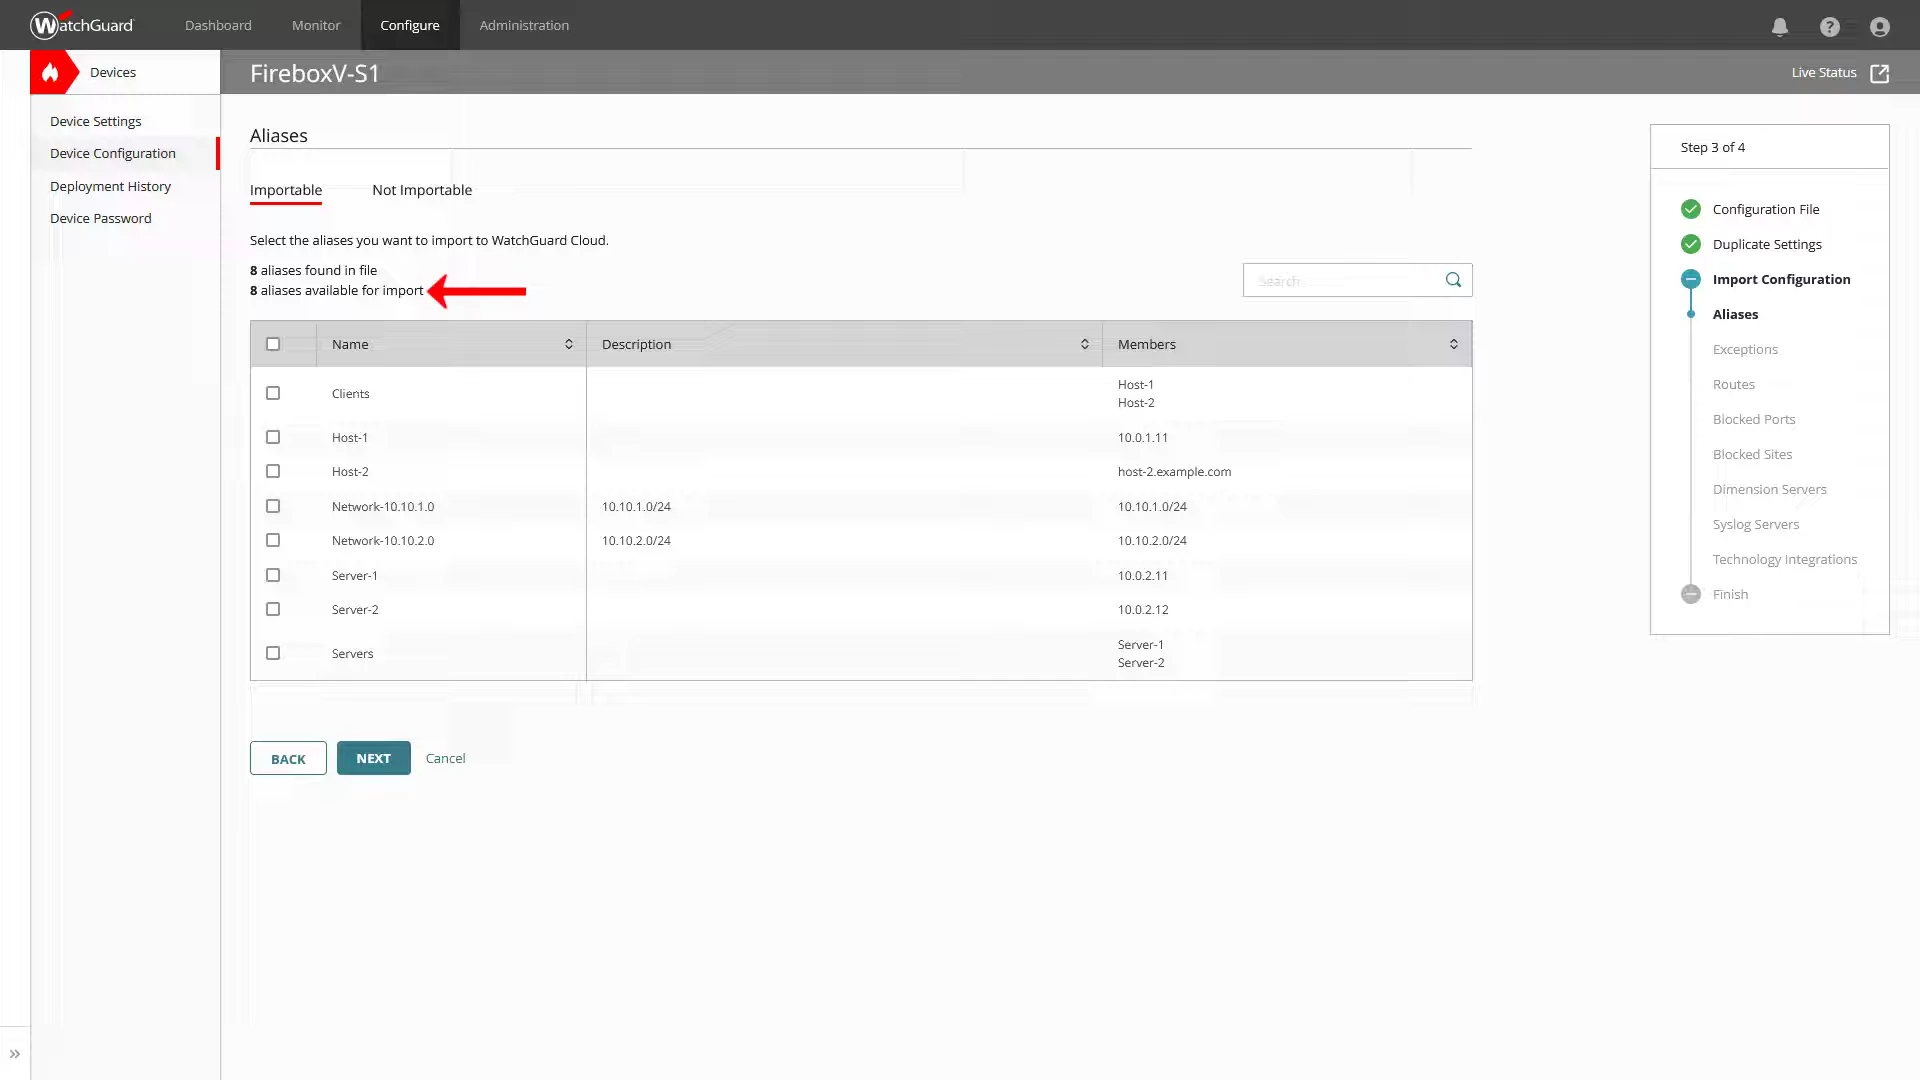 WatchGuard
Dashboard
Monitor
Configure
Administration
Devices
FireboxV-S1
Live Status
Device Settings
Device Configuration
Deployment History
Device Password
Aliases
Importable
Not Importable
Select the aliases you want to import to WatchGuard Cloud.
8 aliases found in file
8 aliases available for import
Search
Name
Description
Members
Clients
Host-1
Host-2
Host-1
10.0.1.11
Host-2
host-2.example.com
Network-10.10.1.0
10.10.1.0/24
10.10.1.0/24
Network-10.10.2.0
10.10.2.0/24
10.10.2.0/24
Server-1
10.0.2.11
Server-2
10.0.2.12
Servers
Server-1
Server-2
BACK
NEXT
Cancel
Step 3 of 4
Configuration File
Duplicate Settings
Import Configuration
Aliases
Exceptions
Routes
Blocked Ports
Blocked Sites
Dimension Servers
Syslog Servers
Technology Integrations
Finish